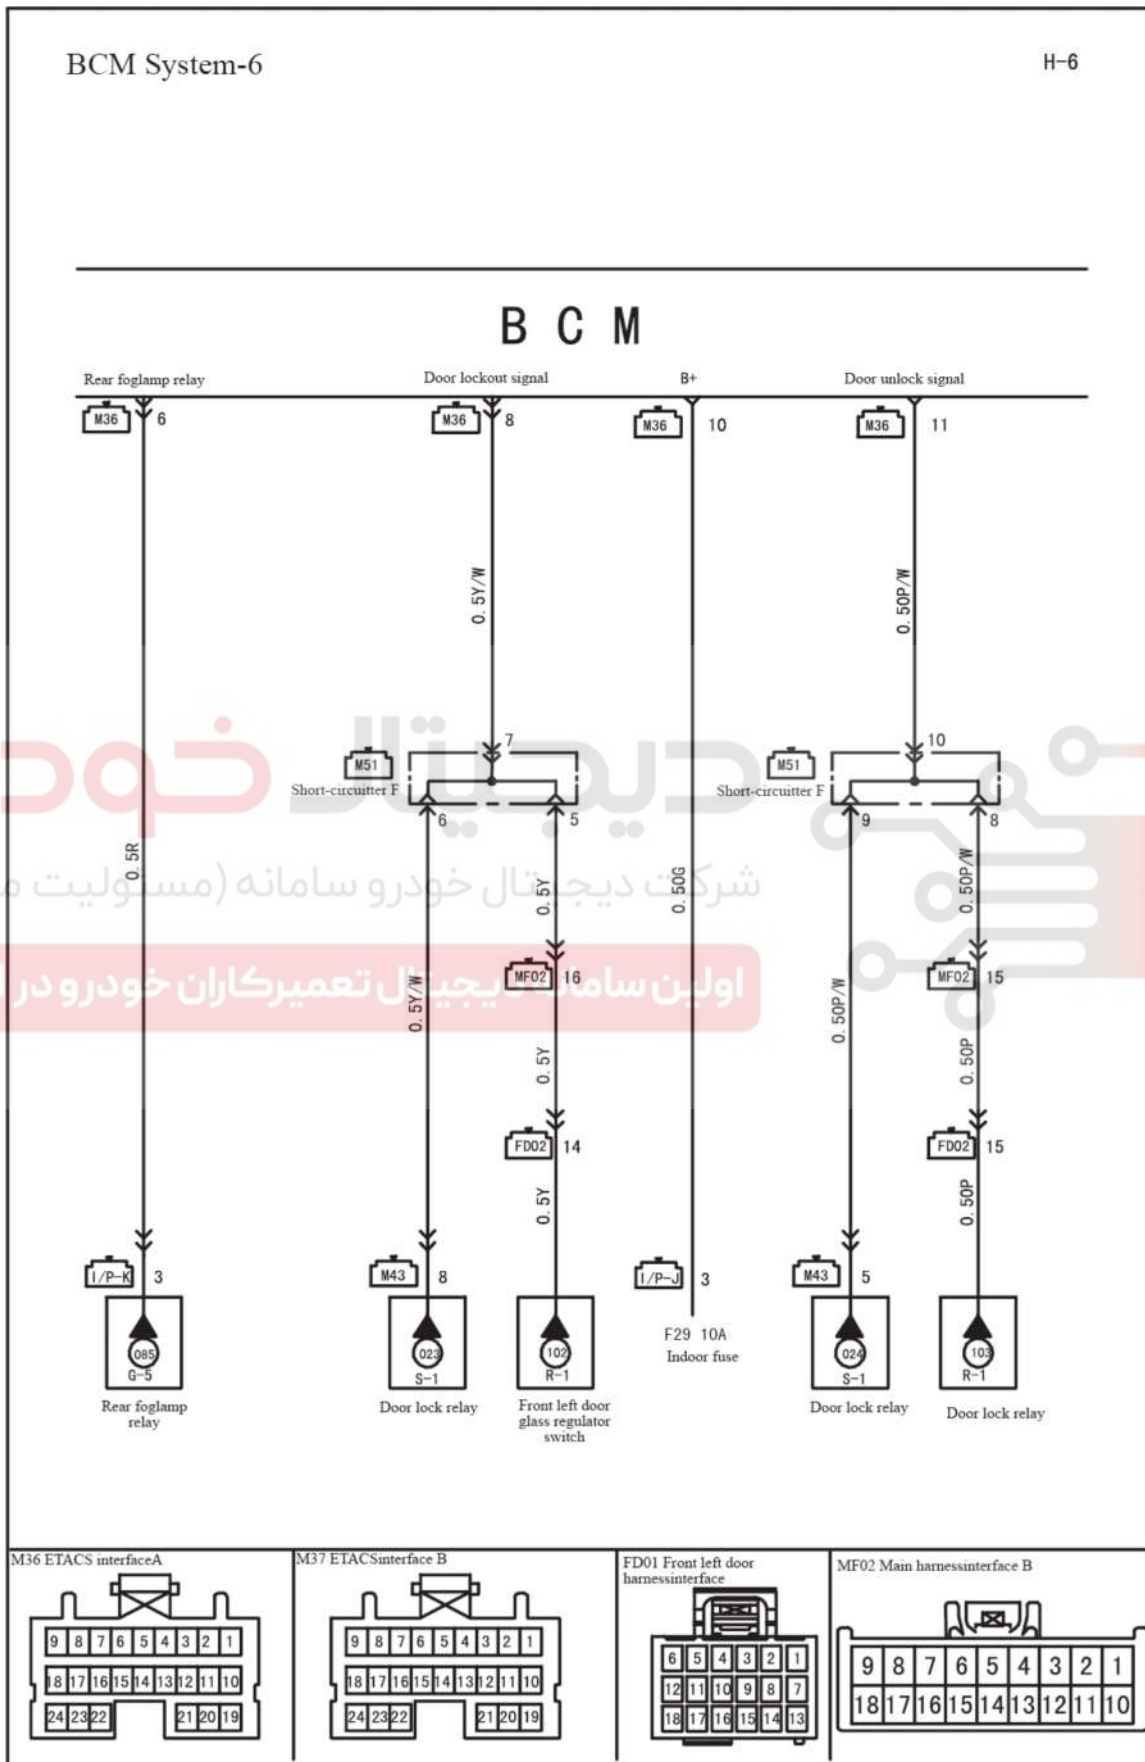 BCM System-6
H-6
BCM
Rear foglamp relay
Door lockout signal
B+
Door unlock signal
M36 6
M36 8
M36 10
M36 11
0.5Y/W
0.50P/W
دیجیتال خودرو
7
10
M51
M51
Short-circuitter F
Short-circuitter F
6
5
9
8
0.5R
0.5Y
0.50G
0.50P/W
شرکت دیجیتال خودرو سامانه (مسئولیت
اولین سامانه دیجیتال تعمیرکاران خودرو در
MF02 16
MF02 15
0.5Y/W
0.50P/W
0.5Y
0.50P
FD02 14
FD02 15
0.5Y
0.50P
I/P-K 3
M43 8
I/P-J 3
M43 5
085
G-5
023
S-1
102
R-1
F29 10A
Indoor fuse
024
S-1
103
R-1
Rear foglamp
relay
Door lock relay
Front left door
glass regulator
switch
Door lock relay
Door lock relay
M36 ETACS interfaceA
9 8 7 6 5 4 3 2 1
18 17 16 15 14 13 12 11 10
24 23 22 21 20 19
M37 ETACSinterface B
9 8 7 6 5 4 3 2 1
18 17 16 15 14 13 12 11 10
24 23 22 21 20 19
FD01 Front left door
harnessinterface
6 5 4 3 2 1
12 11 10 9 8 7
18 17 16 15 14 13
MF02 Main harnessinterface B
9 8 7 6 5 4 3 2 1
18 17 16 15 14 13 12 11 10